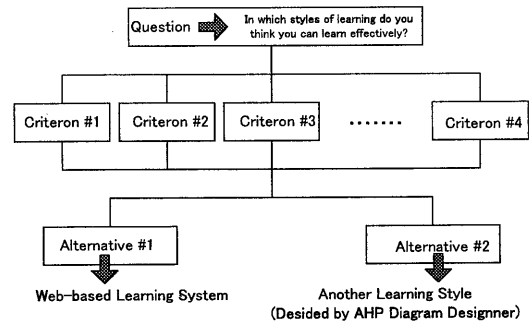 Question
In which styles of learning do you
think you can learn effectively?
Criteron #1
Criteron #2
Criteron #3
........
Criteron #4
Alternative #1
Alternative #2
Web-based Learning System
Another Learning Style
(Desided by AHP Diagram Designner)